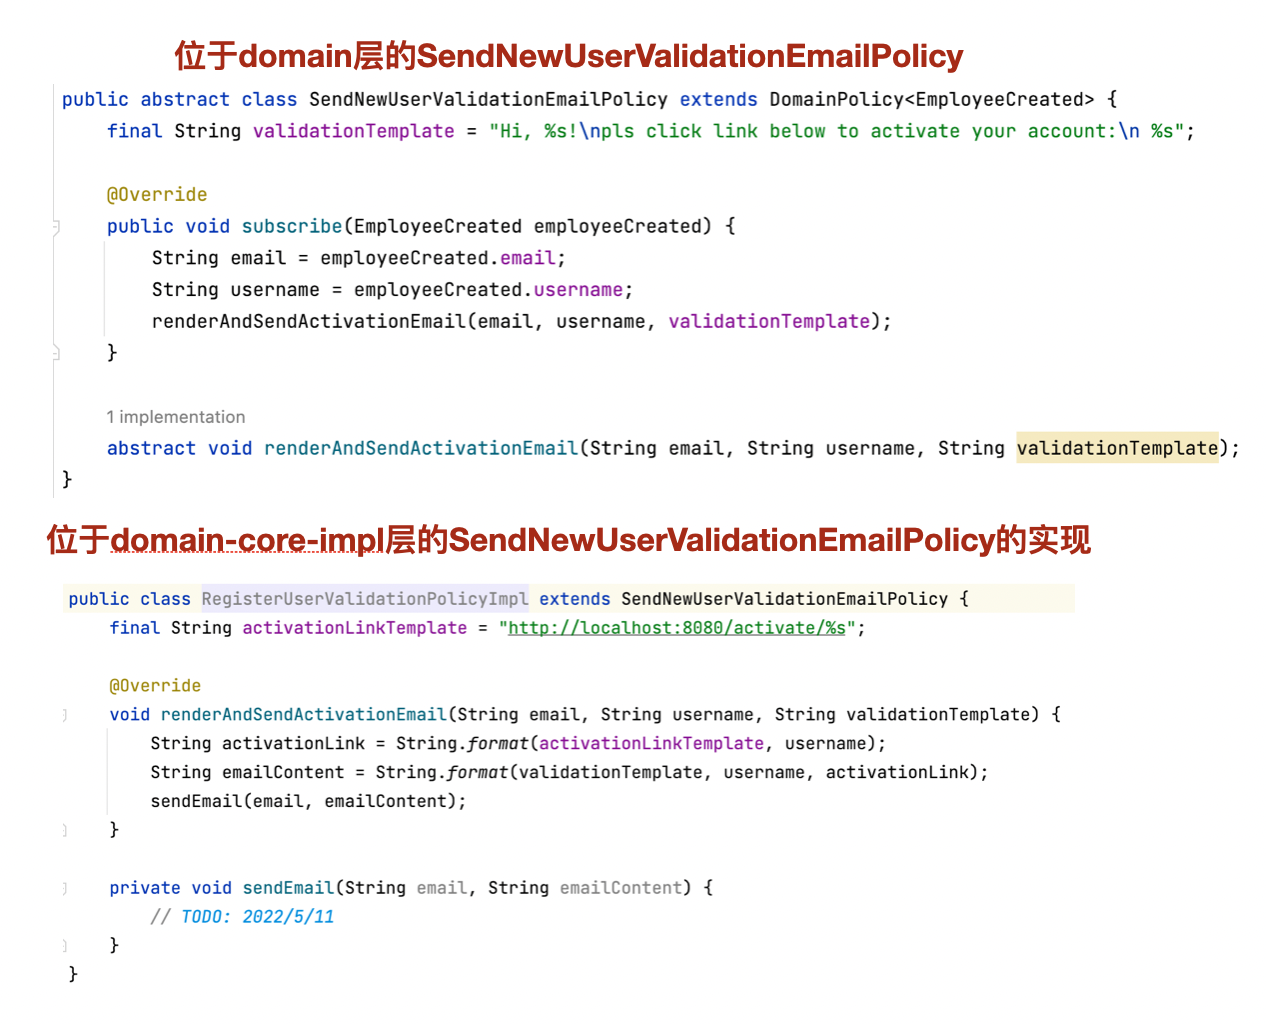 位于domain层的SendNewUserValidationEmailPolicy
public abstract class SendNewUserValidationEmailPolicy extends DomainPolicy<EmployeeCreated> {
    final String validationTemplate = "Hi, %s!\npls click link below to activate your account:\n %s";
    @Override
    public void subscribe(EmployeeCreated employeeCreated) {
        String email = employeeCreated.email;
        String username = employeeCreated.username;
        renderAndSendActivationEmail(email, username, validationTemplate);
    }
    1 implementation
    abstract void renderAndSendActivationEmail(String email, String username, String validationTemplate);
}
位于domain-core-impl层的SendNewUserValidationEmailPolicy的实现
public class RegisterUserValidationPolicyImpl extends SendNewUserValidationEmailPolicy {
    final String activationLinkTemplate = "http://localhost:8080/activate/%s";
    @Override
    void renderAndSendActivationEmail(String email, String username, String validationTemplate) {
        String activationLink = String.format(activationLinkTemplate, username);
        String emailContent = String.format(validationTemplate, username, activationLink);
        sendEmail(email, emailContent);
    }
    private void sendEmail(String email, String emailContent) {
        // TODO: 2022/5/11
    }
}